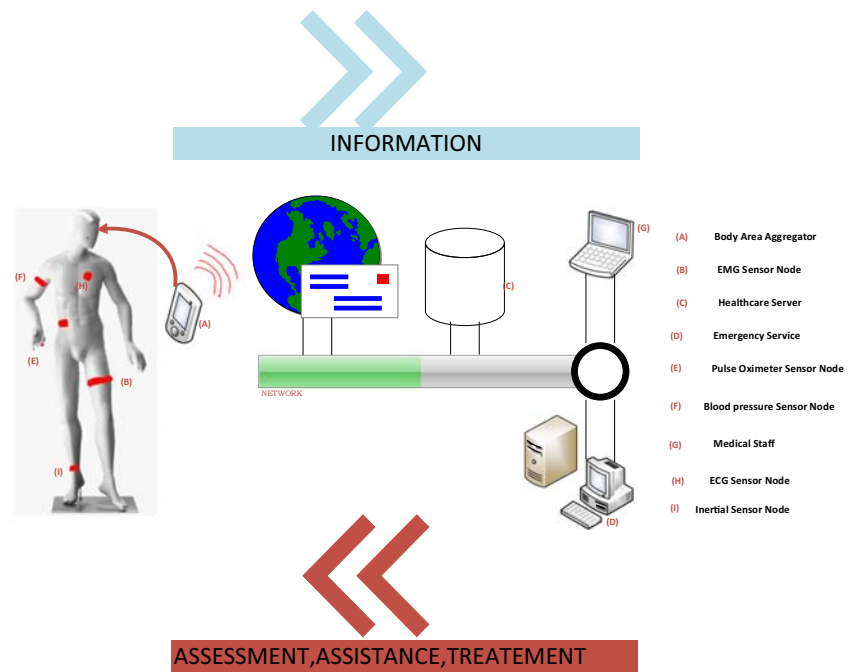 INFORMATION
(G)
(A) Body Area Aggregator
(B) EMG Sensor Node
(F)
(H)
(C)
(C) Healthcare Server
(A)
(D) Emergency Service
(E)
(E) Pulse Oximeter Sensor Node
(B)
NETWORK
(F) Blood pressure Sensor Node
(G) Medical Staff
(I)
(H) ECG Sensor Node
(I) Inertial Sensor Node
(D)
ASSESSMENT,ASSISTANCE,TREATEMENT